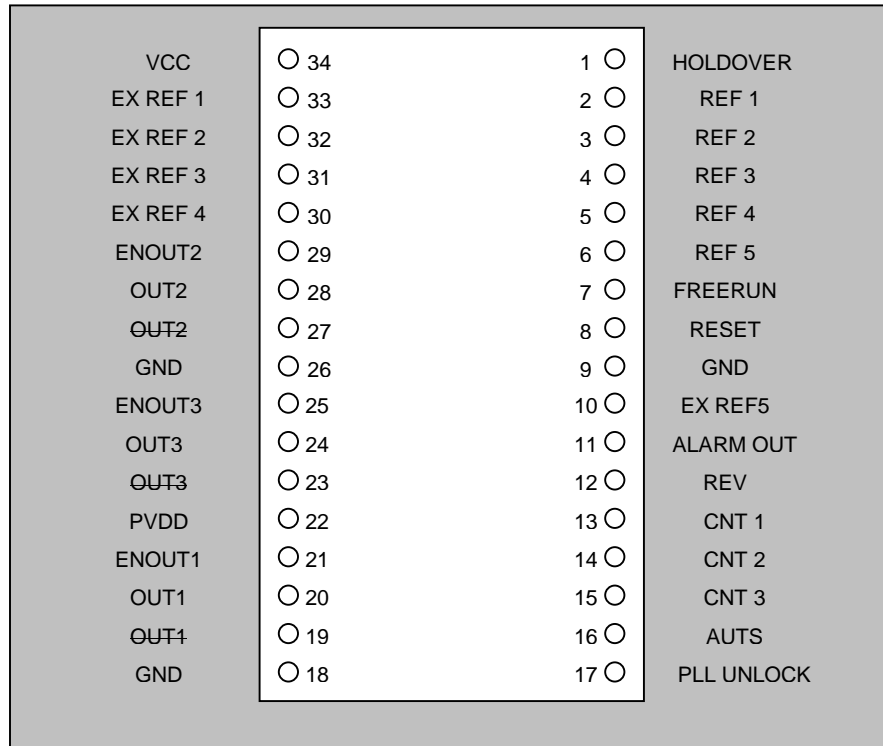 VCC 34 1 HOLDOVER
EX REF 1 33 2 REF 1
EX REF 2 32 3 REF 2
EX REF 3 31 4 REF 3
EX REF 4 30 5 REF 4
ENOUT2 29 6 REF 5
OUT2 28 7 FREERUN
OUT2 27 8 RESET
GND 26 9 GND
ENOUT3 25 10 EX REF5
OUT3 24 11 ALARM OUT
OUT3 23 12 REV
PVDD 22 13 CNT 1
ENOUT1 21 14 CNT 2
OUT1 20 15 CNT 3
OUT1 19 16 AUTS
GND 18 17 PLL UNLOCK